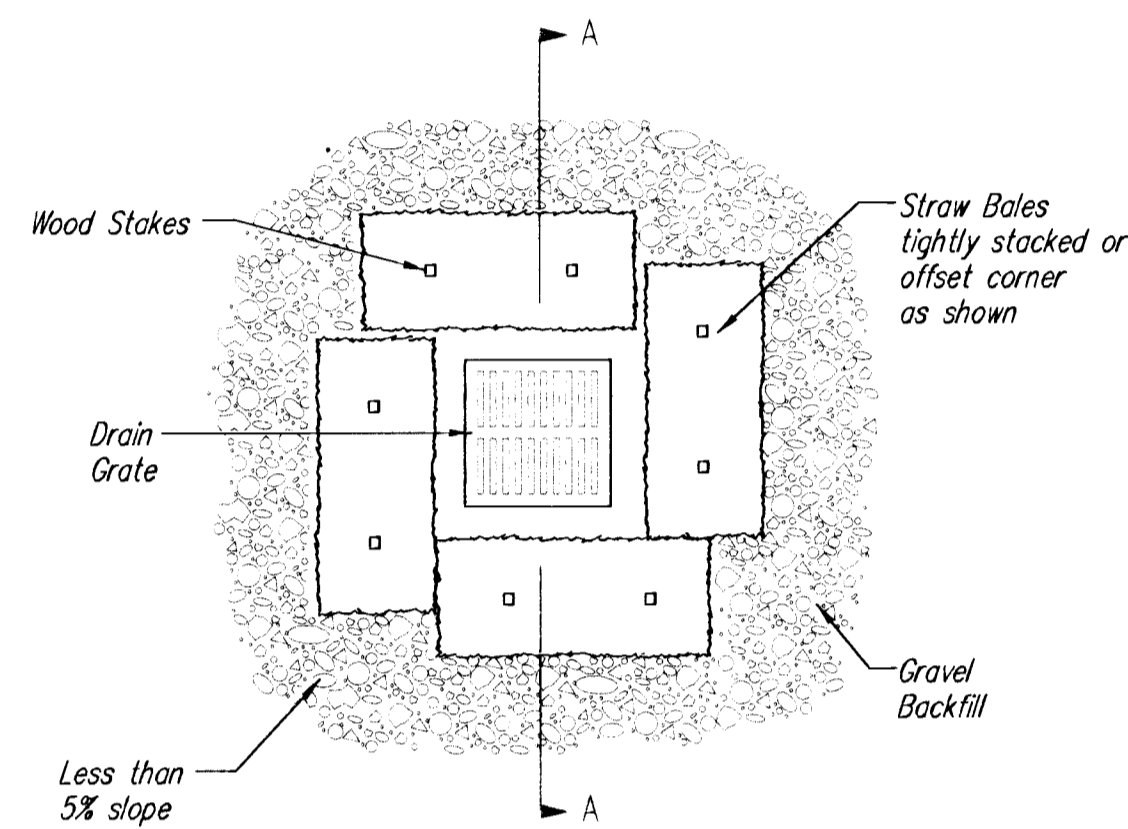 A
Wood Stakes
Straw Bales
tightly stacked or
offset corner
as shown
Drain
Grate
Gravel
Backfill
Less than
5% slope
A